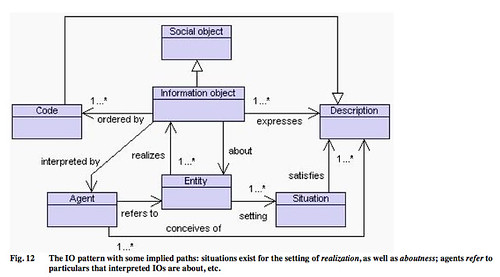 Social object
1...*
Information object
1...*
Code
ordered by
expresses
Description
interpreted by
realizes
about
1...*
1...*
satisfies
Agent
refers to
Entity
1...*
setting
Situation
conceives of
1...*
Fig. 12 The IO pattern with some implied paths: situations exist for the setting of realization, as well as aboutness; agents refer to
particulars that interpreted IOs are about, etc.